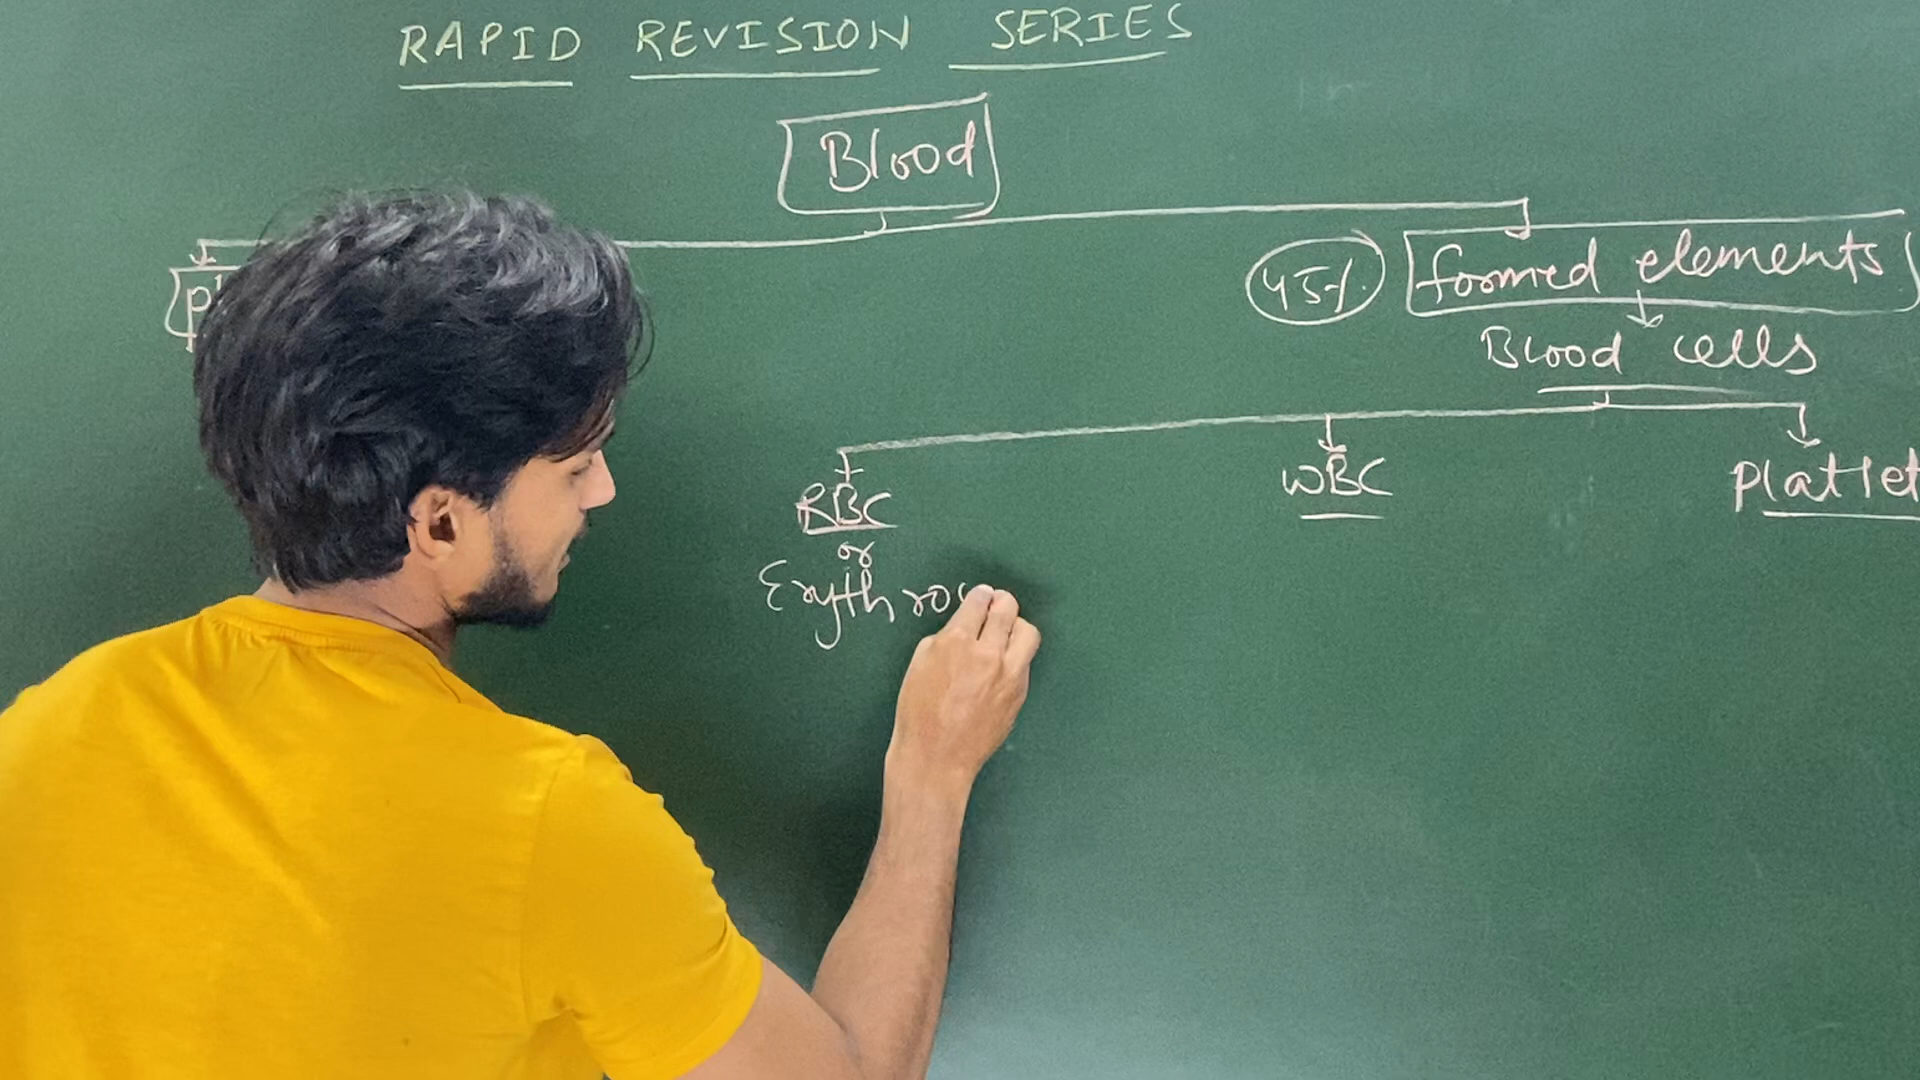 RAPID REVISION SERIES
Blood
45% formed elements
Blood cells
RBC WBC Platlet
or
Erythroc